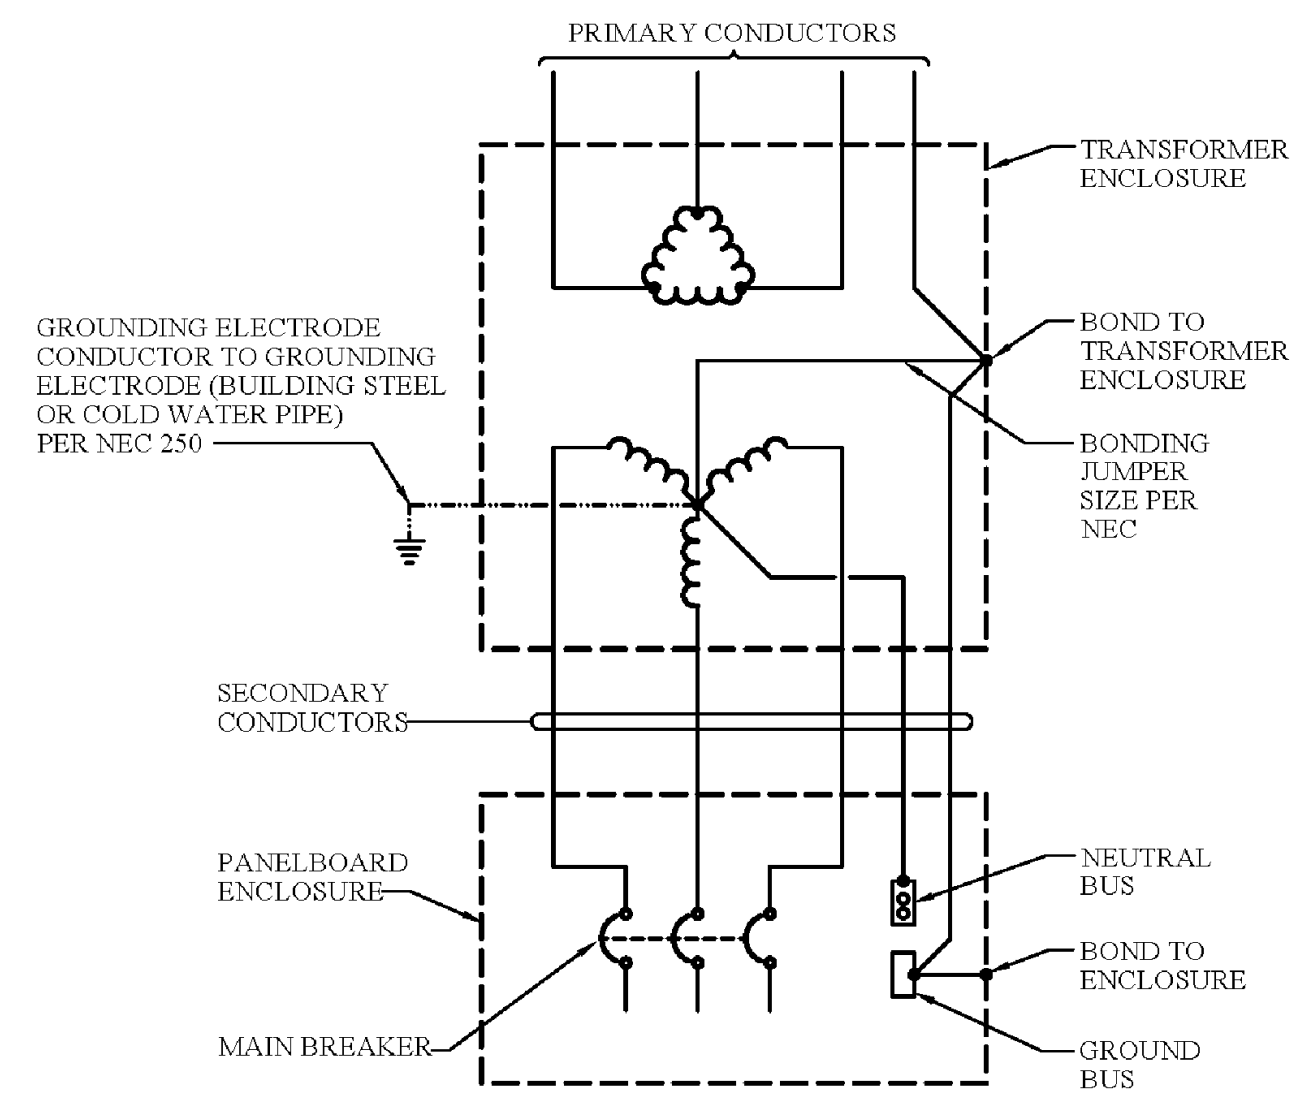 PRIMARY CONDUCTORS
TRANSFORMER
ENCLOSURE
GROUNDING ELECTRODE
CONDUCTOR TO GROUNDING
ELECTRODE (BUILDING STEEL
OR COLD WATER PIPE)
PER NEC 250
BOND TO
TRANSFORMER
ENCLOSURE
BONDING
JUMPER
SIZE PER
NEC
SECONDARY
CONDUCTORS
PANELBOARD
ENCLOSURE
NEUTRAL
BUS
BOND TO
ENCLOSURE
MAIN BREAKER
GROUND
BUS